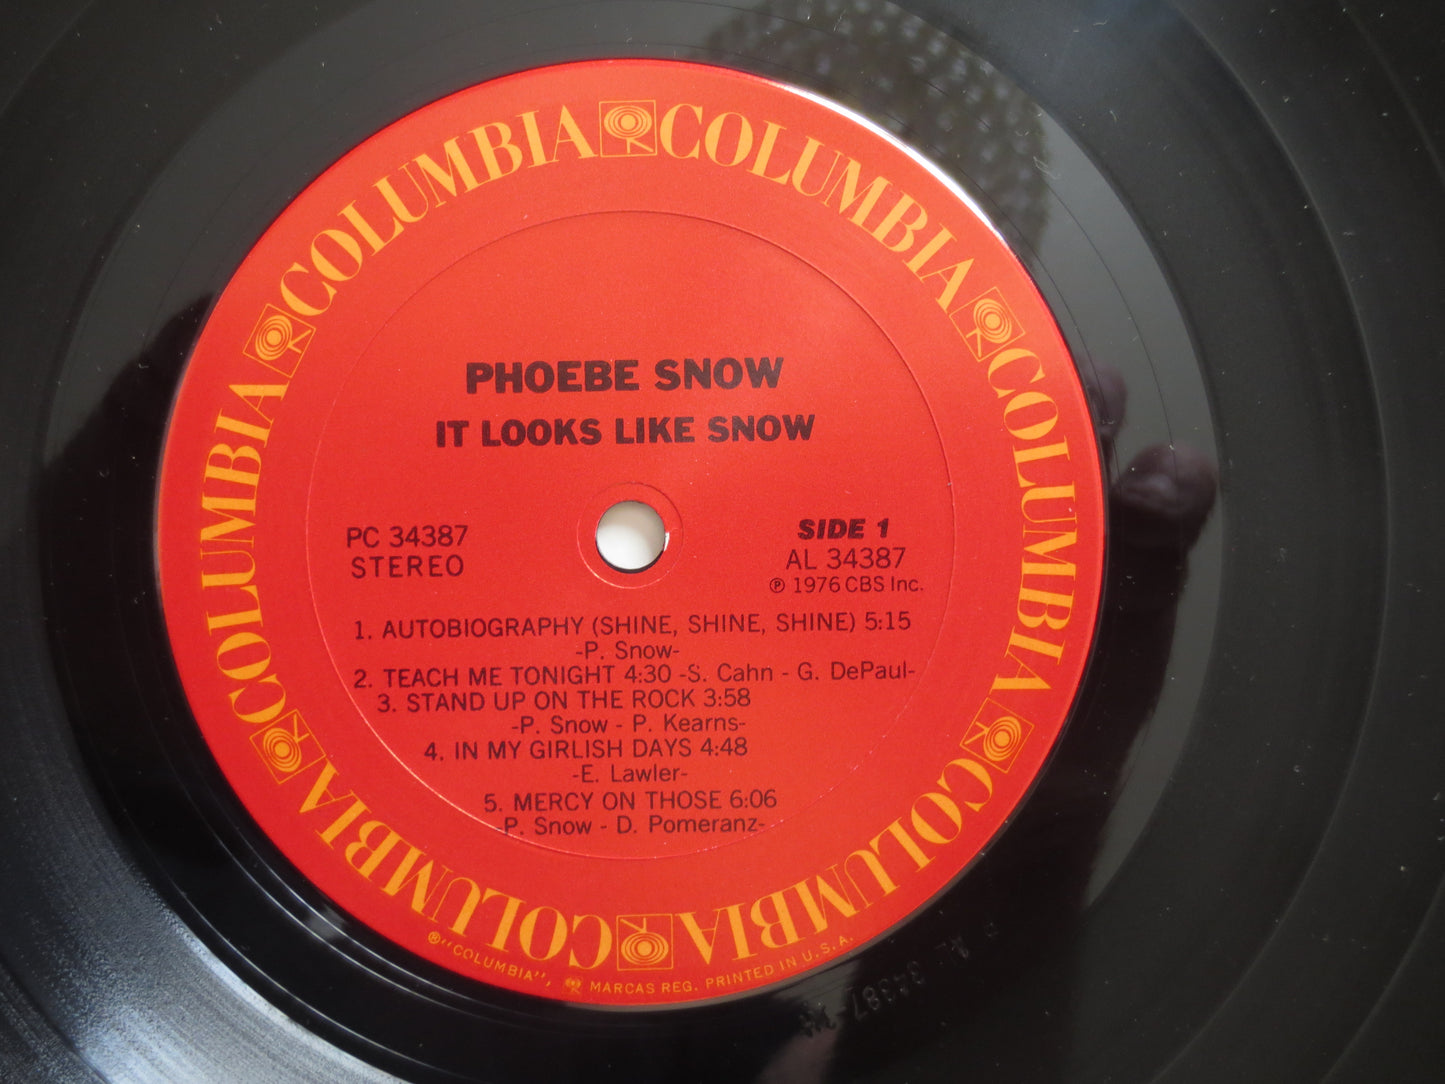 COLUMBIA COLUMBIA COLUMBIA COLUMBIA COLUMBIA COLUMBIA
PHOEBE SNOW
IT LOOKS LIKE SNOW
PC 34387
STEREO
SIDE 1
AL 34387
℗ 1976 CBS Inc.
1. AUTOBIOGRAPHY (SHINE, SHINE, SHINE) 5:15
-P. Snow-
2. TEACH ME TONIGHT 4:30 -S. Cahn - G. DePaul-
3. STAND UP ON THE ROCK 3:58
-P. Snow - P. Kearns-
4. IN MY GIRLISH DAYS 4:48
-E. Lawler-
5. MERCY ON THOSE 6:06
-P. Snow - D. Pomeranz-
®"COLUMBIA", MARCAS REG. PRINTED IN U.S.A.